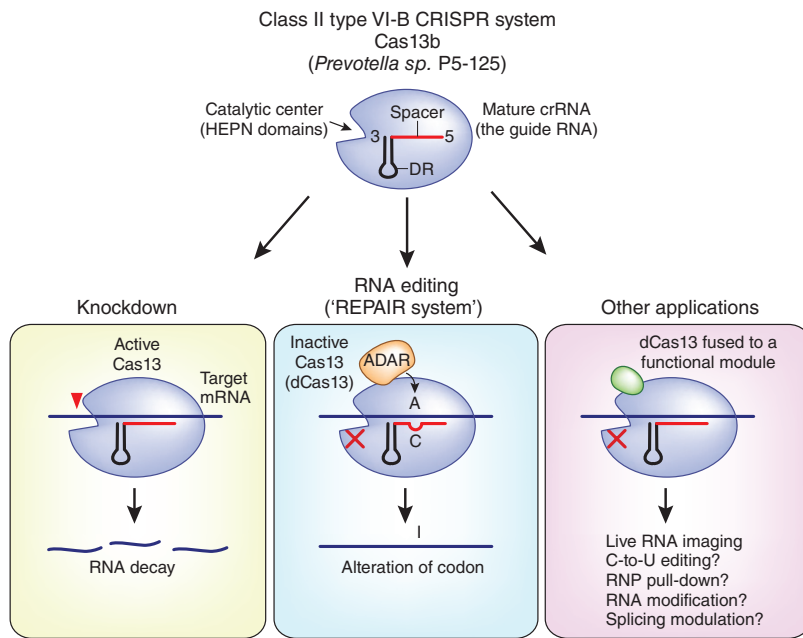 Class II type VI-B CRISPR system
Cas13b
(Prevotella sp. P5-125)
Catalytic center
(HEPN domains)
Spacer
3
5
DR
Mature crRNA
(the guide RNA)
Knockdown
Active
Cas13
Target
mRNA
RNA decay
RNA editing
('REPAIR system')
Inactive
Cas13
(dCas13)
ADAR
A
C
I
Alteration of codon
Other applications
dCas13 fused to a
functional module
Live RNA imaging
C-to-U editing?
RNP pull-down?
RNA modification?
Splicing modulation?